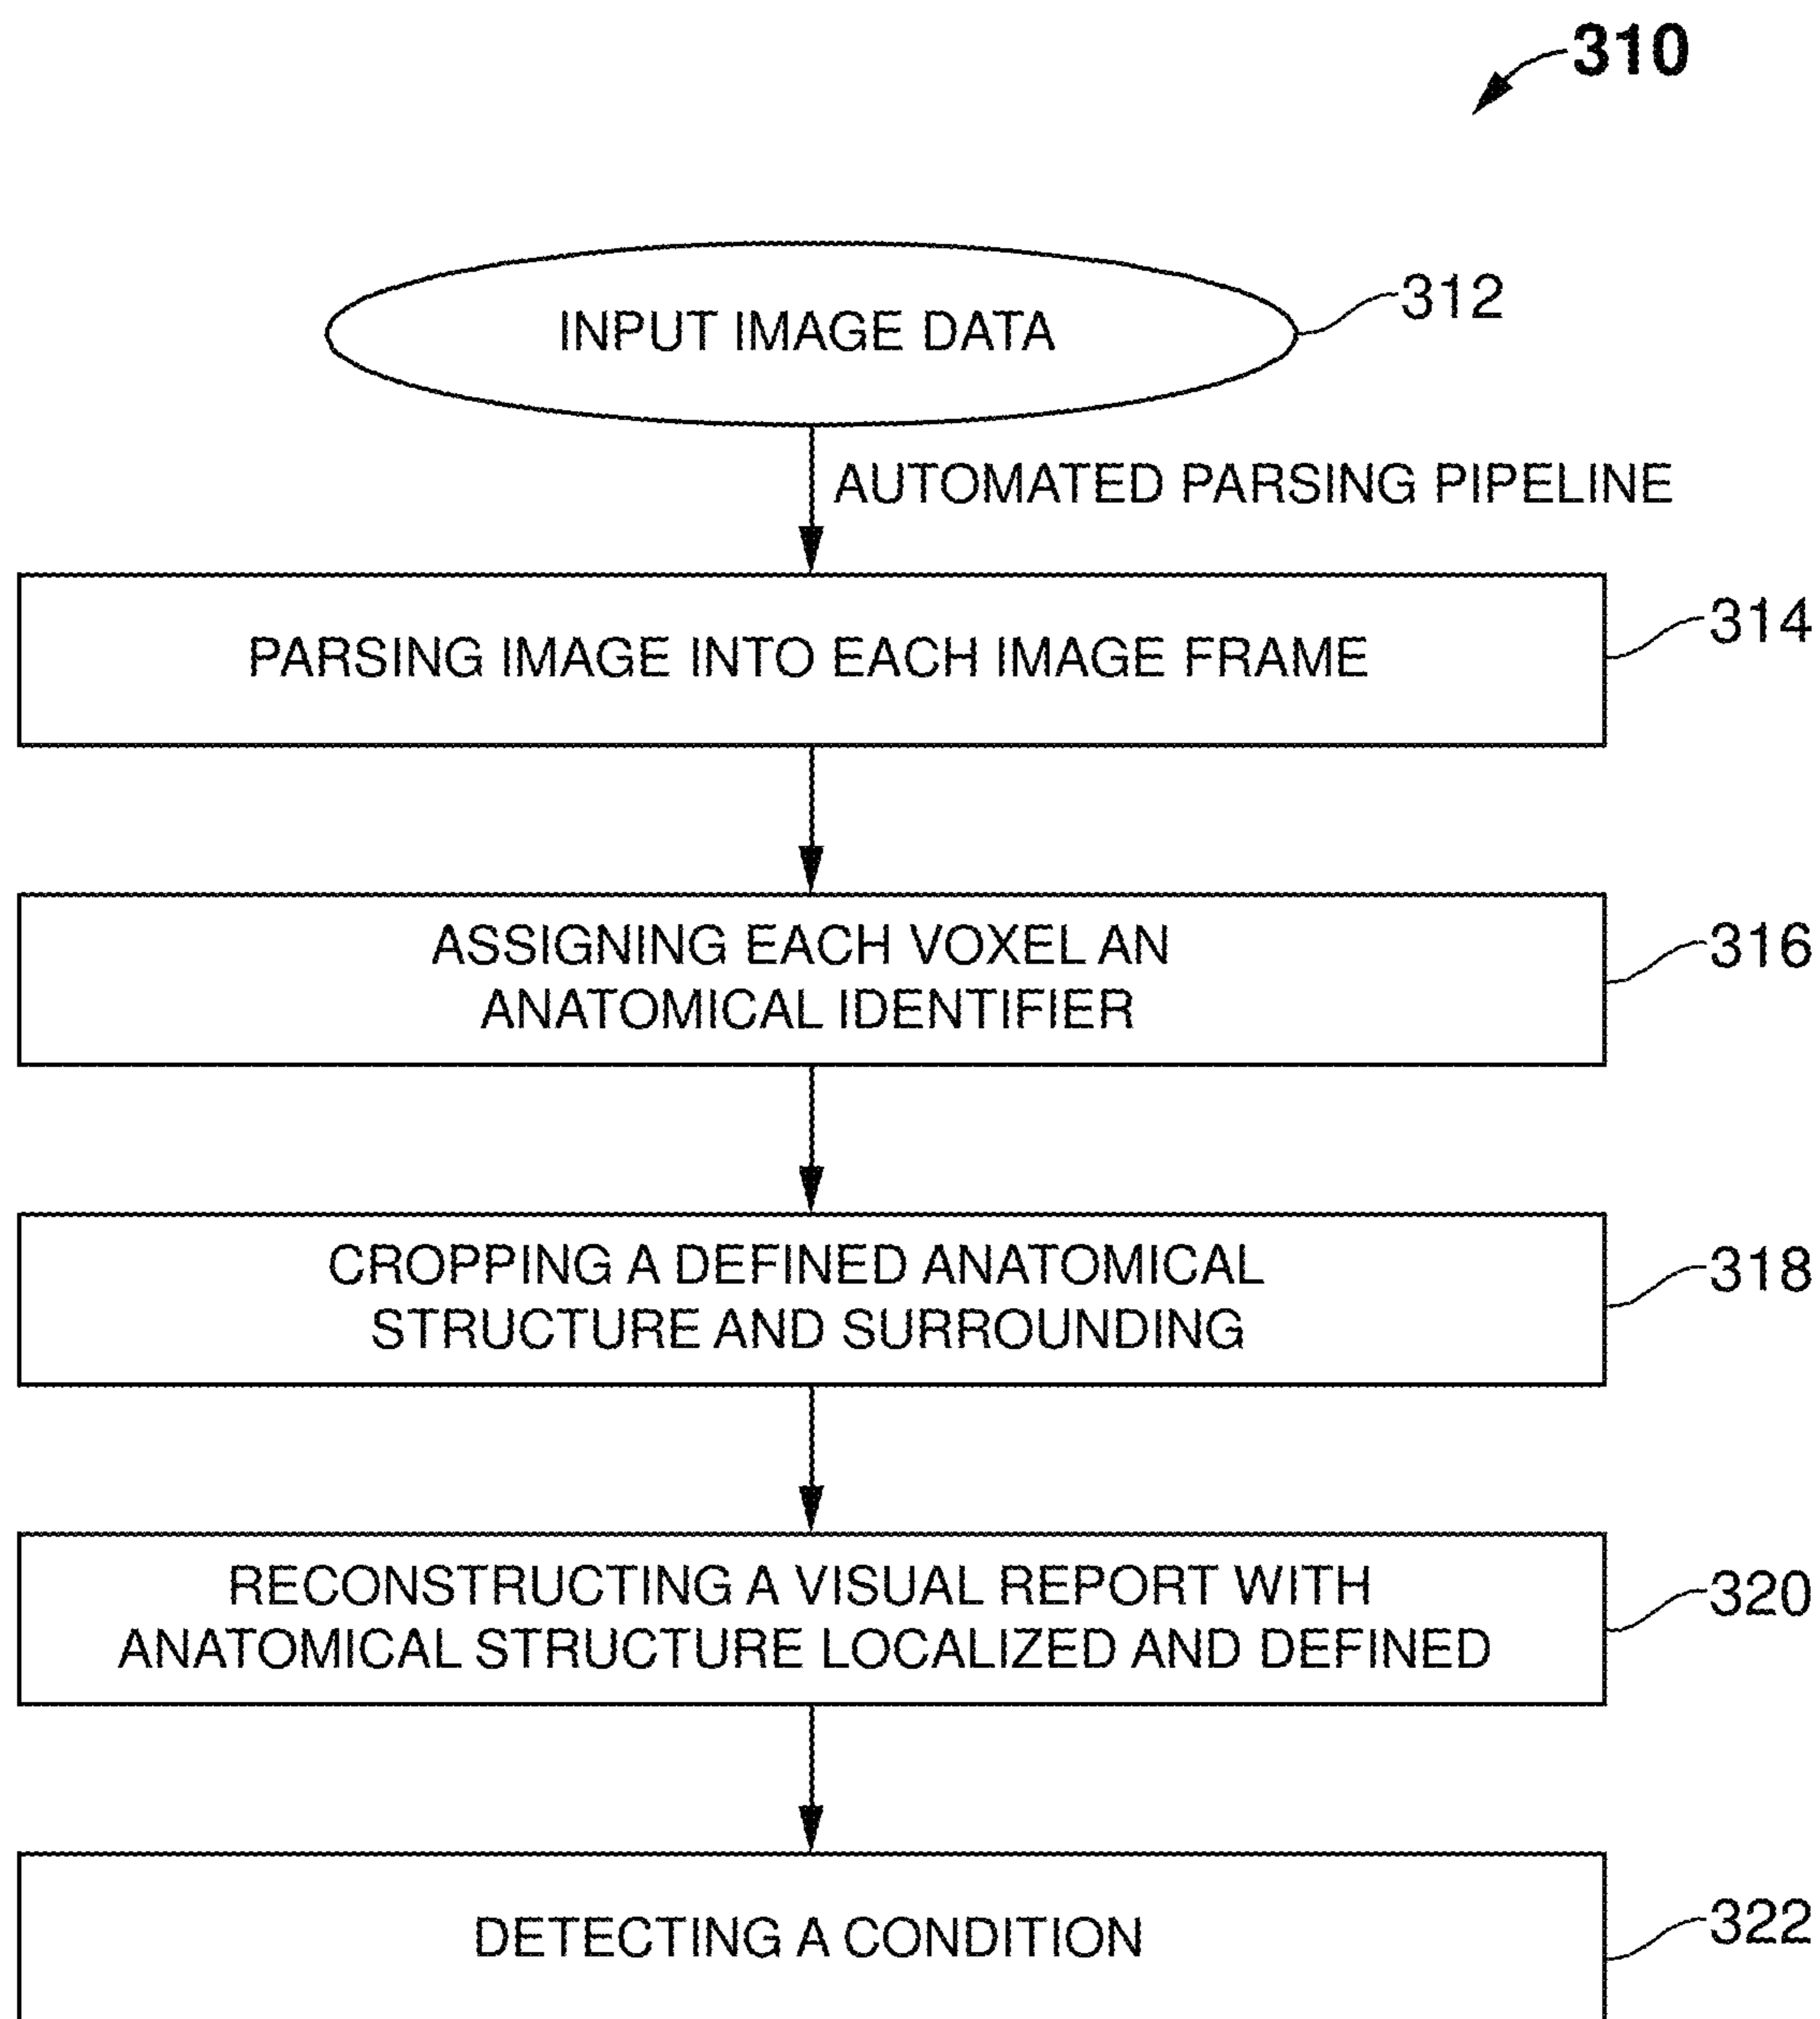 310
INPUT IMAGE DATA
312
AUTOMATED PARSING PIPELINE
PARSING IMAGE INTO EACH IMAGE FRAME
314
ASSIGNING EACH VOXEL AN
ANATOMICAL IDENTIFIER
316
CROPPING A DEFINED ANATOMICAL
STRUCTURE AND SURROUNDING
318
RECONSTRUCTING A VISUAL REPORT WITH
ANATOMICAL STRUCTURE LOCALIZED AND DEFINED
320
DETECTING A CONDITION
322